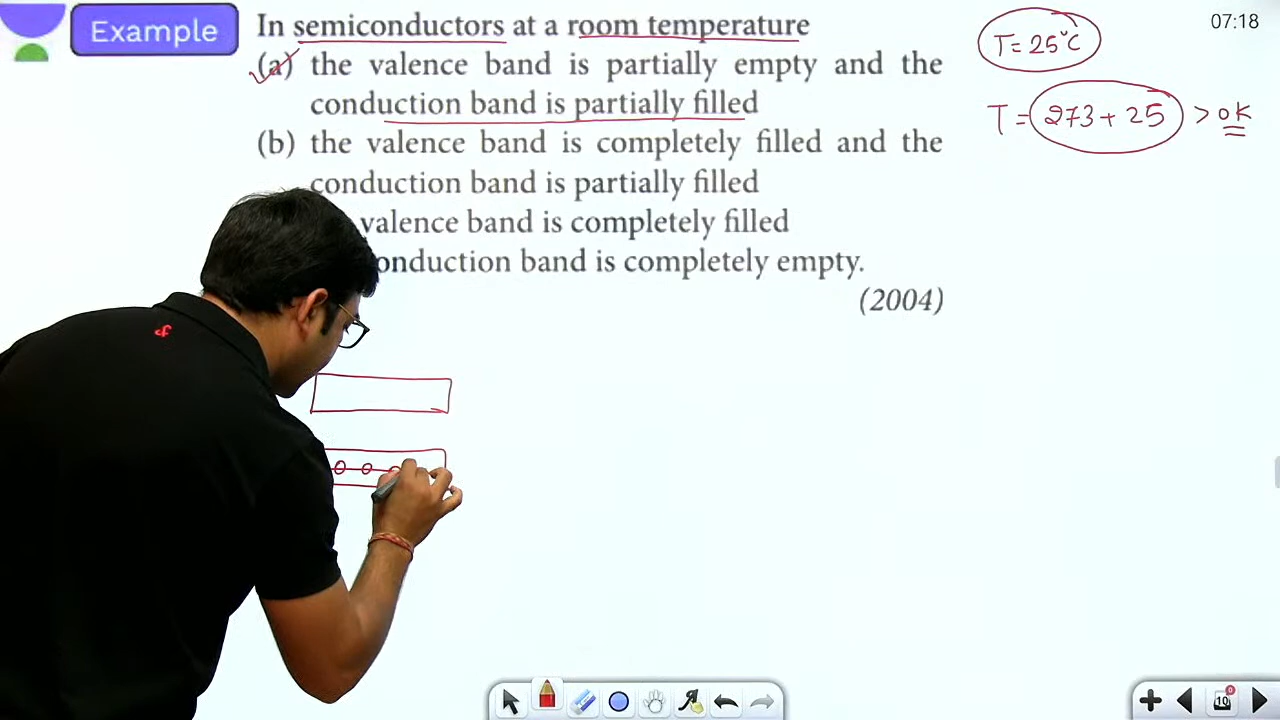 Example
In semiconductors at a room temperature
(a) the valence band is partially empty and the
conduction band is partially filled
(b) the valence band is completely filled and the
conduction band is partially filled
valence band is completely filled
onduction band is completely empty.
(2004)
T = 25°C
T = 273 + 25 > 0K
07:18
10
0